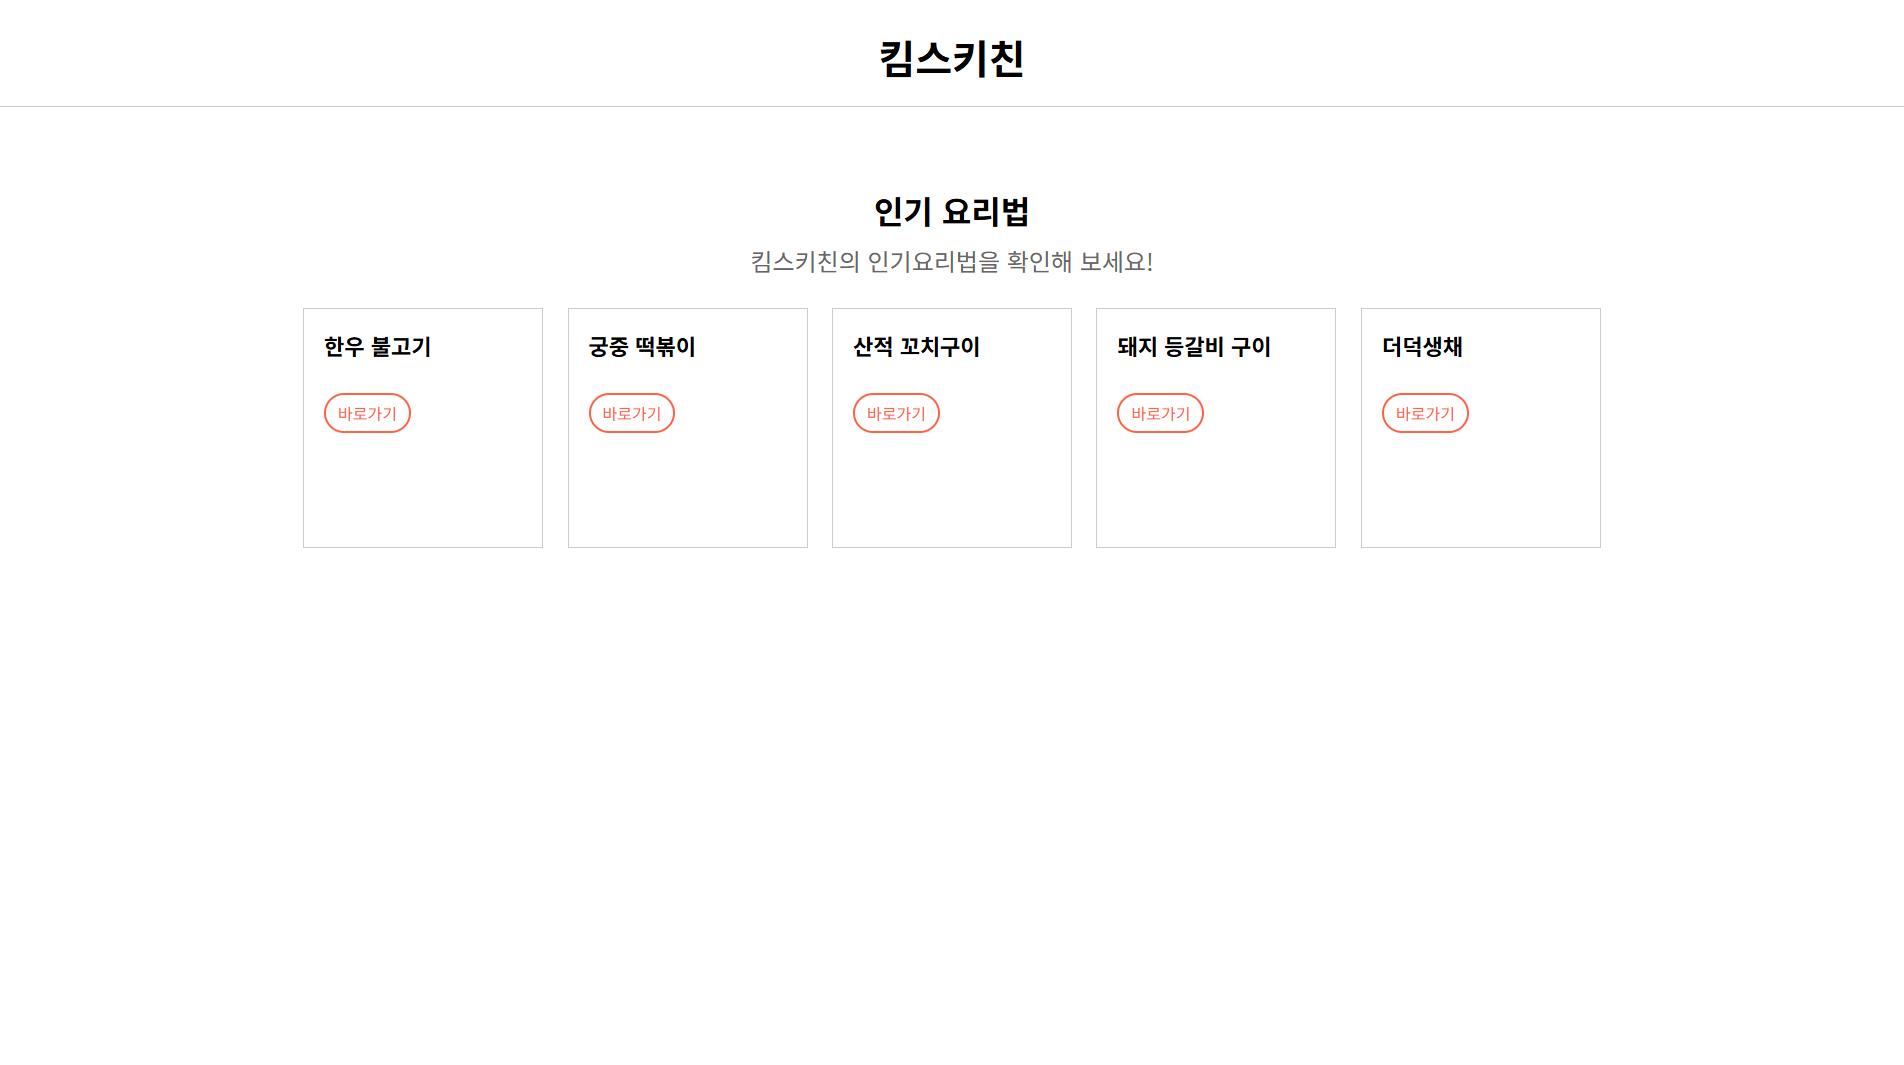 킴스키친
인기 요리법
킴스키친의 인기요리법을 확인해 보세요!
한우 불고기
바로가기
궁중 떡볶이
바로가기
산적 꼬치구이
바로가기
돼지 등갈비 구이
바로가기
더덕생채
바로가기